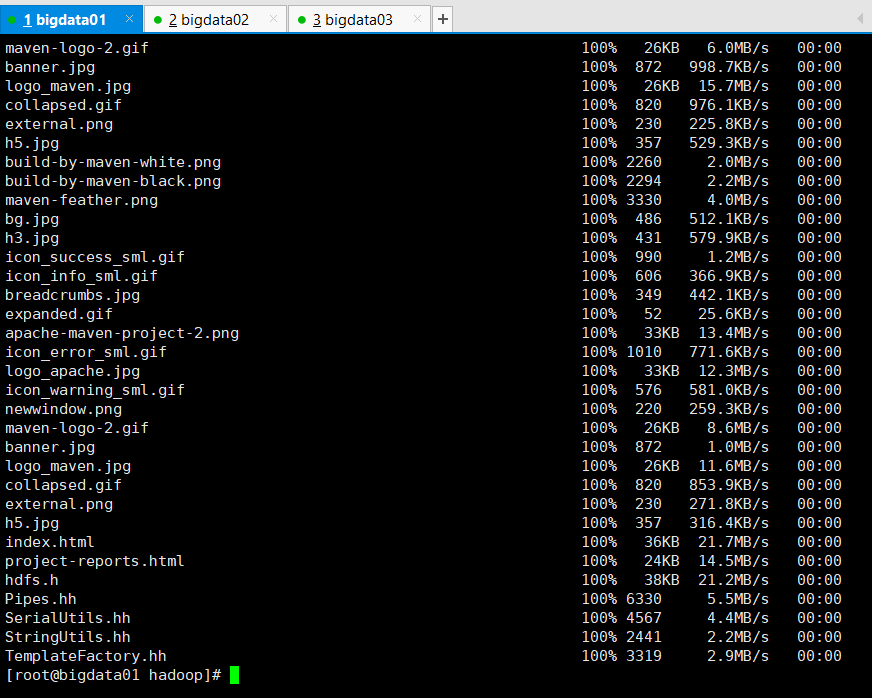 1 bigdata01 × 2 bigdata02 × 3 bigdata03 × +
maven-logo-2.gif 100% 26KB 6.0MB/s 00:00
banner.jpg 100% 872 998.7KB/s 00:00
logo_maven.jpg 100% 26KB 15.7MB/s 00:00
collapsed.gif 100% 820 976.1KB/s 00:00
external.png 100% 230 225.8KB/s 00:00
h5.jpg 100% 357 529.3KB/s 00:00
build-by-maven-white.png 100% 2260 2.0MB/s 00:00
build-by-maven-black.png 100% 2294 2.2MB/s 00:00
maven-feather.png 100% 3330 4.0MB/s 00:00
bg.jpg 100% 486 512.1KB/s 00:00
h3.jpg 100% 431 579.9KB/s 00:00
icon_success_sml.gif 100% 990 1.2MB/s 00:00
icon_info_sml.gif 100% 606 366.9KB/s 00:00
breadcrumbs.jpg 100% 349 442.1KB/s 00:00
expanded.gif 100% 52 25.6KB/s 00:00
apache-maven-project-2.png 100% 33KB 13.4MB/s 00:00
icon_error_sml.gif 100% 1010 771.6KB/s 00:00
logo_apache.jpg 100% 33KB 12.3MB/s 00:00
icon_warning_sml.gif 100% 576 581.0KB/s 00:00
newwindow.png 100% 220 259.3KB/s 00:00
maven-logo-2.gif 100% 26KB 8.6MB/s 00:00
banner.jpg 100% 872 1.0MB/s 00:00
logo_maven.jpg 100% 26KB 11.6MB/s 00:00
collapsed.gif 100% 820 853.9KB/s 00:00
external.png 100% 230 271.8KB/s 00:00
h5.jpg 100% 357 316.4KB/s 00:00
index.html 100% 36KB 21.7MB/s 00:00
project-reports.html 100% 24KB 14.5MB/s 00:00
hdfs.h 100% 38KB 21.2MB/s 00:00
Pipes.hh 100% 6330 5.5MB/s 00:00
SerialUtils.hh 100% 4567 4.4MB/s 00:00
StringUtils.hh 100% 2441 2.2MB/s 00:00
TemplateFactory.hh 100% 3319 2.9MB/s 00:00
[root@bigdata01 hadoop]#